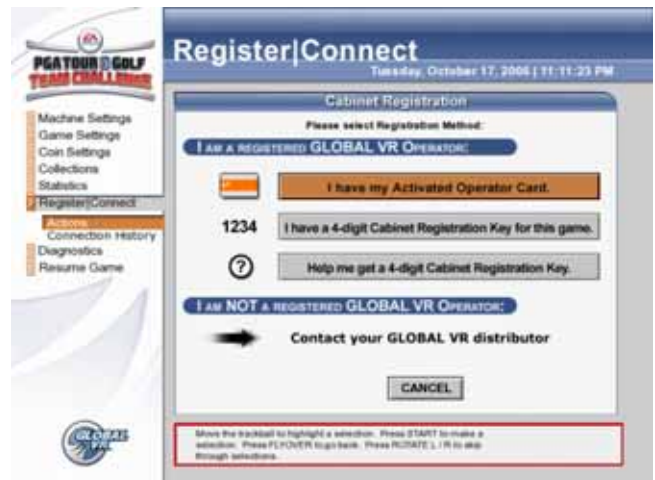 EA
PGA TOUR GOLF
TEAM CHALLENGE
Register|Connect
Tuesday, October 17, 2006 | 11:11:23 PM
Machine Settings
Game Settings
Coin Settings
Collections
Statistics
Register|Connect
Actions
Connection History
Diagnostics
Resume Game
Cabinet Registration
Please select Registration Method:
I AM A REGISTERED GLOBAL VR OPERATOR:
I have my Activated Operator Card.
1234
I have a 4-digit Cabinet Registration Key for this game.
?
Help me get a 4-digit Cabinet Registration Key.
I AM NOT A REGISTERED GLOBAL VR OPERATOR:
Contact your GLOBAL VR distributor
CANCEL
GLOBAL
VR
Move the trackball to highlight a selection. Press START to make a
selection. Press FLYOVER to go back. Press ROTATE L / R to skip
through selections.